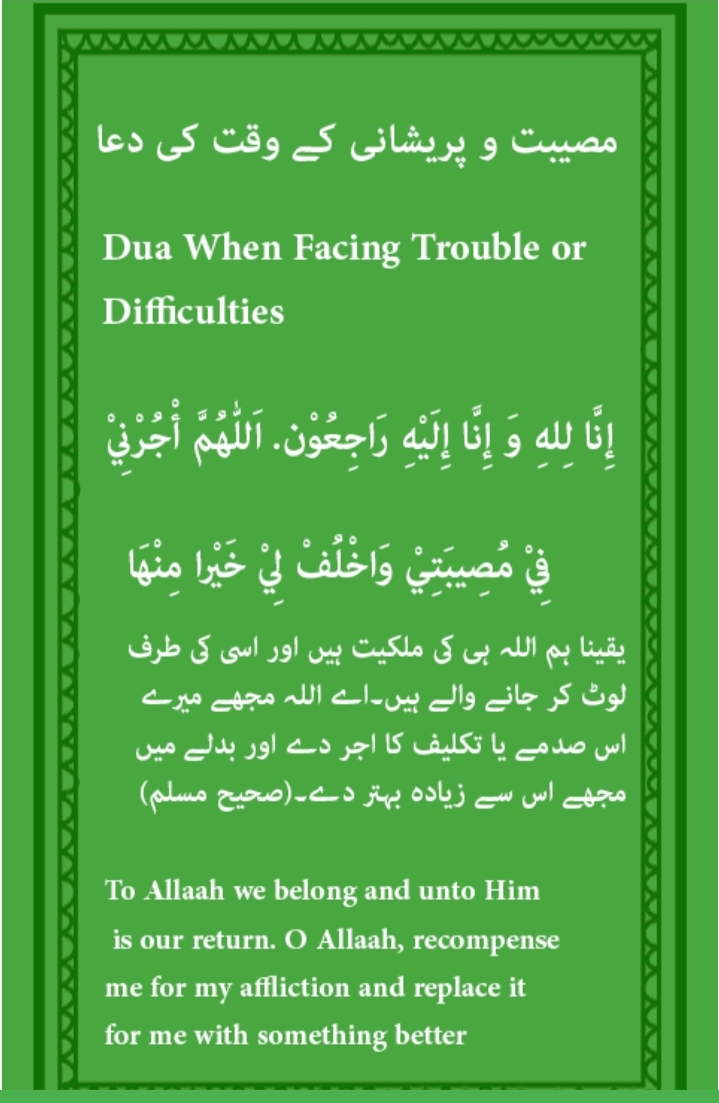 مصیبت و پریشانی کے وقت کی دعا
Dua When Facing Trouble or
Difficulties
إِنَّا لِلهِ وَ إِنَّا إِلَيْهِ رَاجِعُوْن. اَللّٰهُمَّ أْجُرْنِيْ
فِيْ مُصِيبَتِيْ وَاخْلُفْ لِيْ خَيْرا مِنْهَا
یقینا ہم اللہ ہی کی ملکیت ہیں اور اسی کی طرف
لوٹ کر جانے والے ہیں۔اے اللہ مجھے میرے
اس صدمے یا تکلیف کا اجر دے اور بدلے میں
مجھے اس سے زیادہ بہتر دے۔(صحیح مسلم)
To Allaah we belong and unto Him
is our return. O Allaah, recompense
me for my affliction and replace it
for me with something better